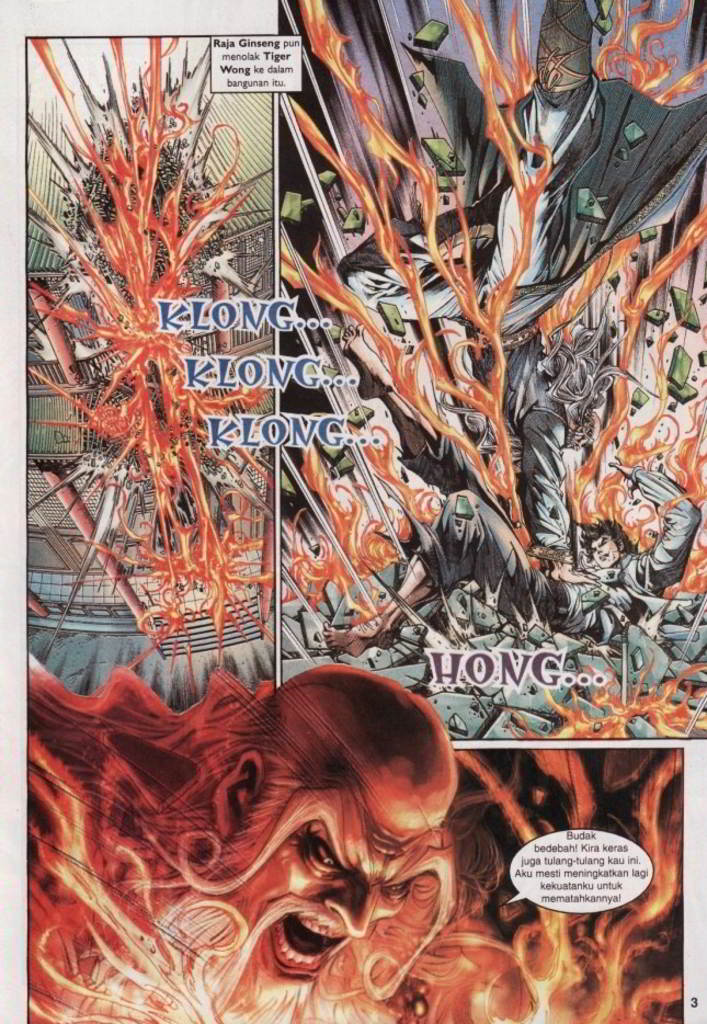 Raja Ginseng pun
menolak Tiger
Wong ke dalam
bangunan itu.
KLONG...
KLONG...
KLONG...
HONG...
Budak
bedebah! Kira keras
juga tulang-tulang kau ini.
Aku mesti meningkatkan lagi
kekuatanku untuk
mematahkannya!
3